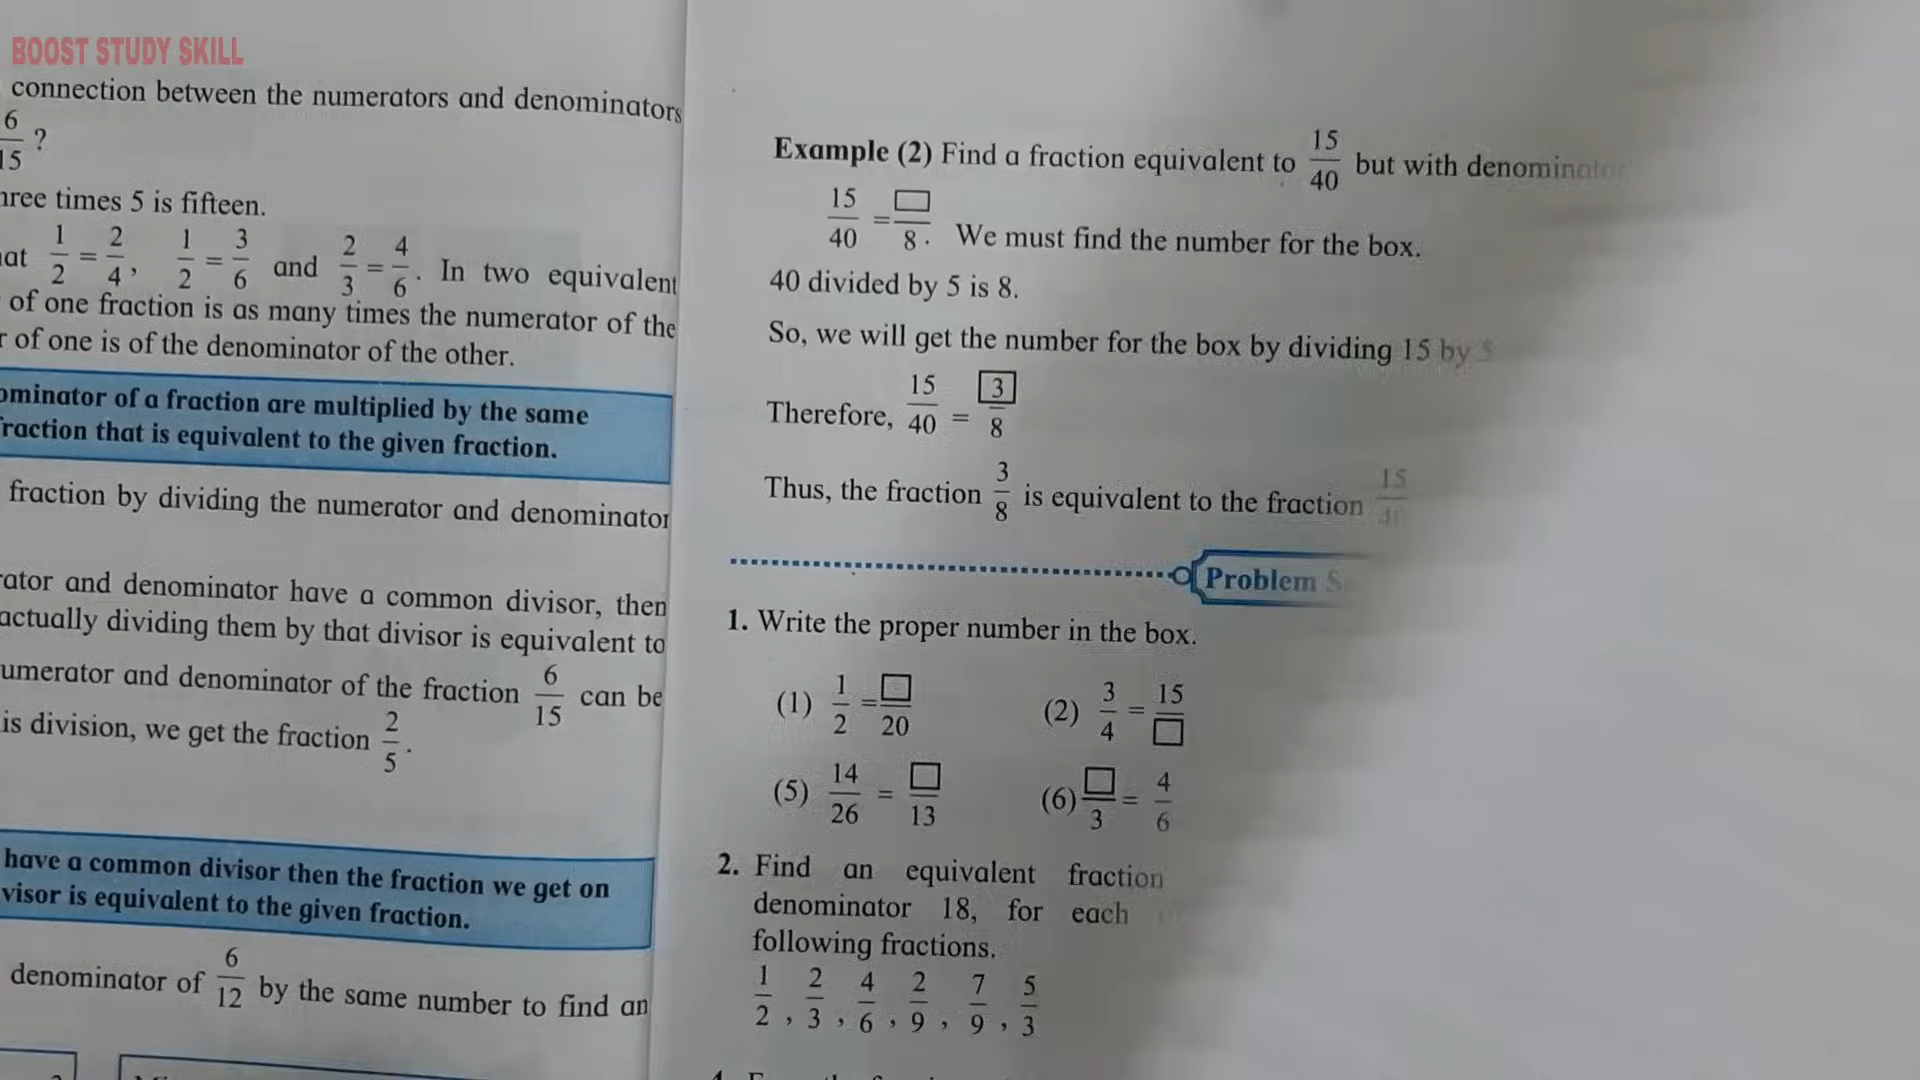 BOOST STUDY SKILL
connection between the numerators and denominators
6/15 ?
three times 5 is fifteen.
hat 1/2 = 2/4, 1/2 = 3/6 and 2/3 = 4/6. In two equivalent
of one fraction is as many times the numerator of the
r of one is of the denominator of the other.
ominator of a fraction are multiplied by the same
fraction that is equivalent to the given fraction.
fraction by dividing the numerator and denominator
rator and denominator have a common divisor, then
actually dividing them by that divisor is equivalent to
umerator and denominator of the fraction 6/15 can be
is division, we get the fraction 2/5.
have a common divisor then the fraction we get on
visor is equivalent to the given fraction.
denominator of 6/12 by the same number to find an
Example (2) Find a fraction equivalent to 15/40 but with denominator
15/40 = □/8. We must find the number for the box.
40 divided by 5 is 8.
So, we will get the number for the box by dividing 15 by 5
Therefore, 15/40 = 3/8
Thus, the fraction 3/8 is equivalent to the fraction 15/40
Problem S
1. Write the proper number in the box.
(1) 1/2 = □/20 (2) 3/4 = 15/□
(5) 14/26 = □/13 (6) □/3 = 4/6
2. Find an equivalent fraction
denominator 18, for each
following fractions.
1/2, 2/3, 4/6, 2/9, 7/9, 5/3